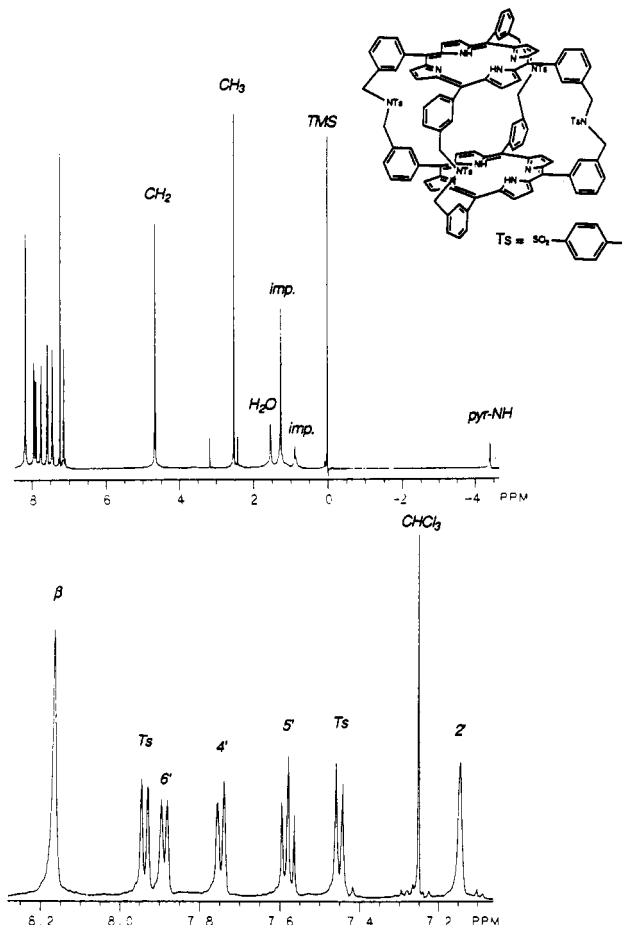 NH N
N HN
NTs
NTs
TsN
NH N
NTs
HN
Ts = SO2
CH3
TMS
CH2
imp.
H2O
imp.
pyr-NH
8 6 4 2 0 -2 -4 PPM
CHCl3
β
Ts
6'
4'
5'
Ts
2'
8.2 8.0 7.8 7.6 7.4 7.2 PPM